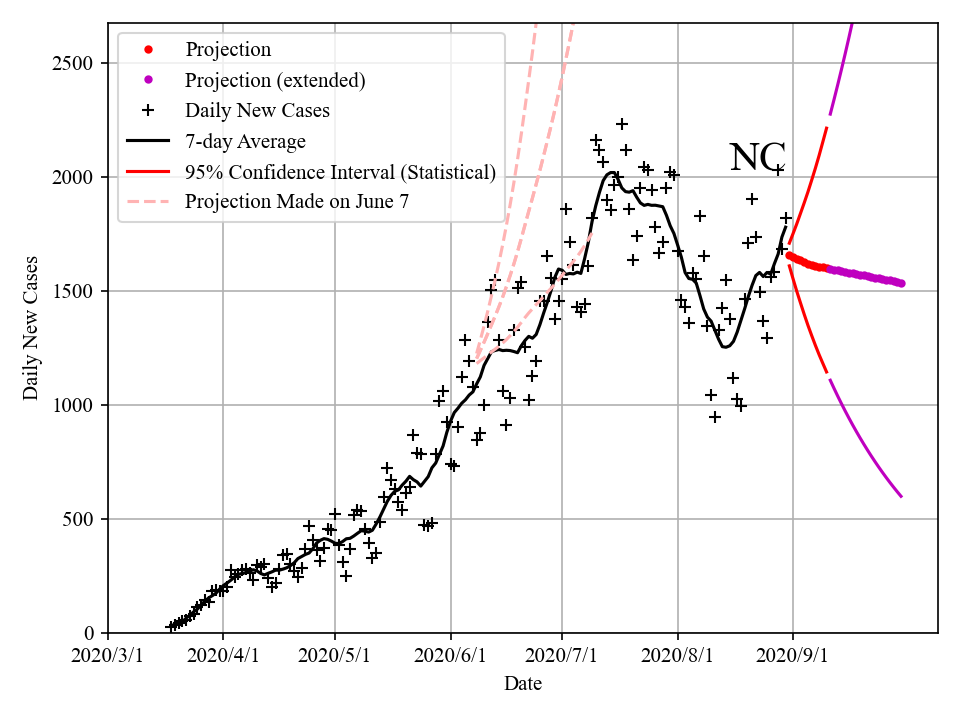 Projection
Projection (extended)
Daily New Cases
7-day Average
95% Confidence Interval (Statistical)
Projection Made on June 7
NC
2500
2000
1500
1000
500
0
Daily New Cases
2020/3/1 2020/4/1 2020/5/1 2020/6/1 2020/7/1 2020/8/1 2020/9/1
Date